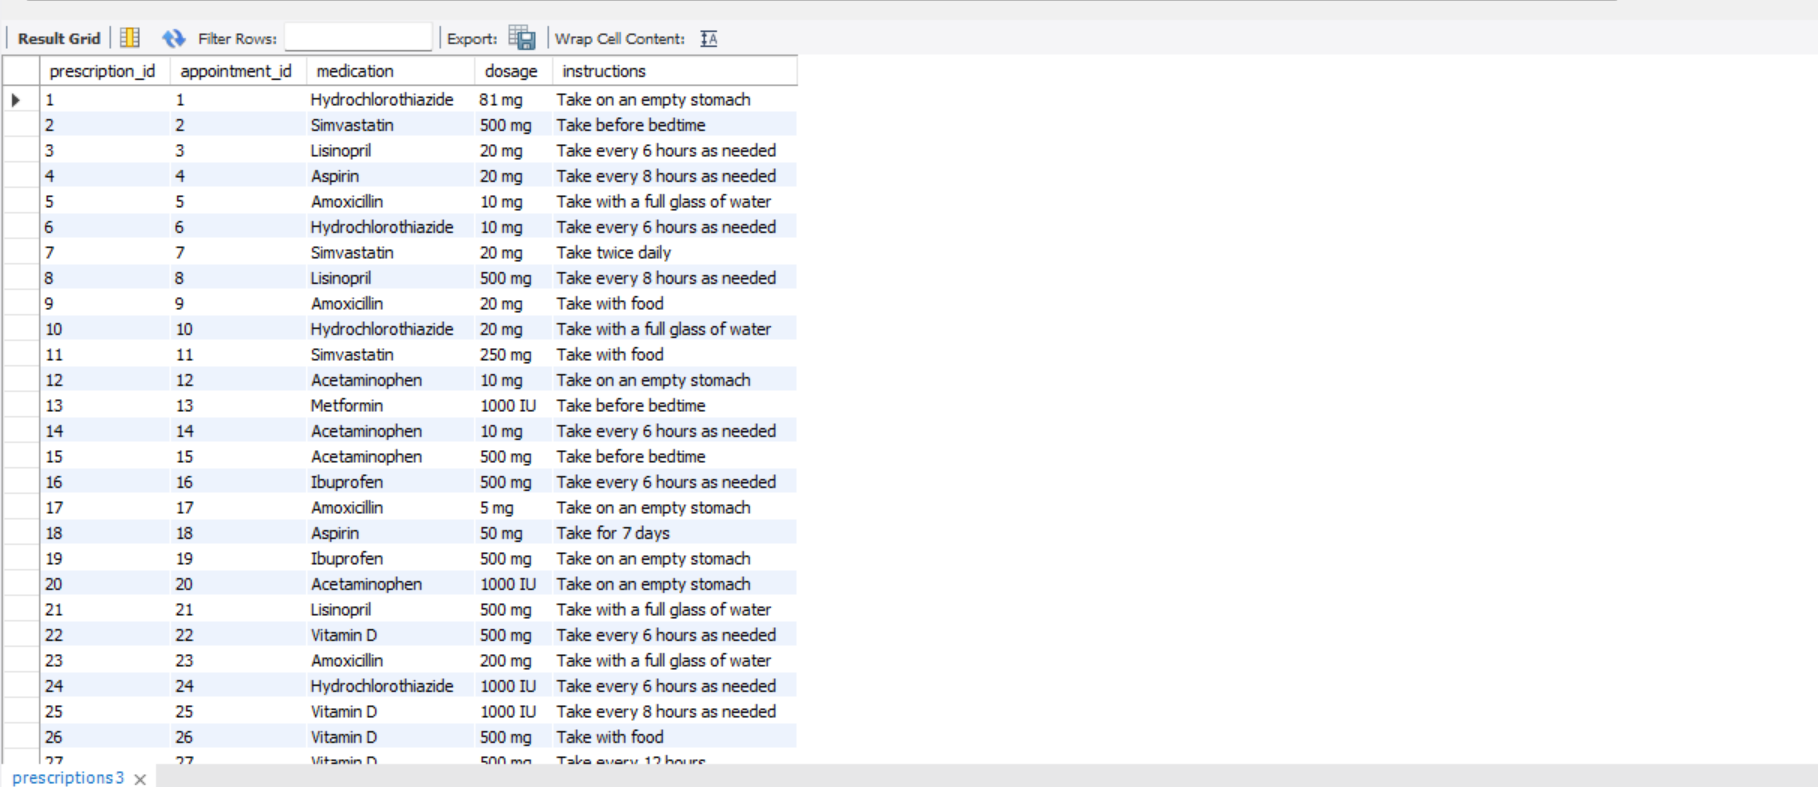 Result Grid Filter Rows: Export: Wrap Cell Content: IA
prescription_id appointment_id medication dosage instructions
1 1 Hydrochlorothiazide 81 mg Take on an empty stomach
2 2 Simvastatin 500 mg Take before bedtime
3 3 Lisinopril 20 mg Take every 6 hours as needed
4 4 Aspirin 20 mg Take every 8 hours as needed
5 5 Amoxicillin 10 mg Take with a full glass of water
6 6 Hydrochlorothiazide 10 mg Take every 6 hours as needed
7 7 Simvastatin 20 mg Take twice daily
8 8 Lisinopril 500 mg Take every 8 hours as needed
9 9 Amoxicillin 20 mg Take with food
10 10 Hydrochlorothiazide 20 mg Take with a full glass of water
11 11 Simvastatin 250 mg Take with food
12 12 Acetaminophen 10 mg Take on an empty stomach
13 13 Metformin 1000 IU Take before bedtime
14 14 Acetaminophen 10 mg Take every 6 hours as needed
15 15 Acetaminophen 500 mg Take before bedtime
16 16 Ibuprofen 500 mg Take every 6 hours as needed
17 17 Amoxicillin 5 mg Take on an empty stomach
18 18 Aspirin 50 mg Take for 7 days
19 19 Ibuprofen 500 mg Take on an empty stomach
20 20 Acetaminophen 1000 IU Take on an empty stomach
21 21 Lisinopril 500 mg Take with a full glass of water
22 22 Vitamin D 500 mg Take every 6 hours as needed
23 23 Amoxicillin 200 mg Take with a full glass of water
24 24 Hydrochlorothiazide 1000 IU Take every 6 hours as needed
25 25 Vitamin D 1000 IU Take every 8 hours as needed
26 26 Vitamin D 500 mg Take with food
27 27 Vitamin D 500 mg Take every 12 hours
prescriptions3